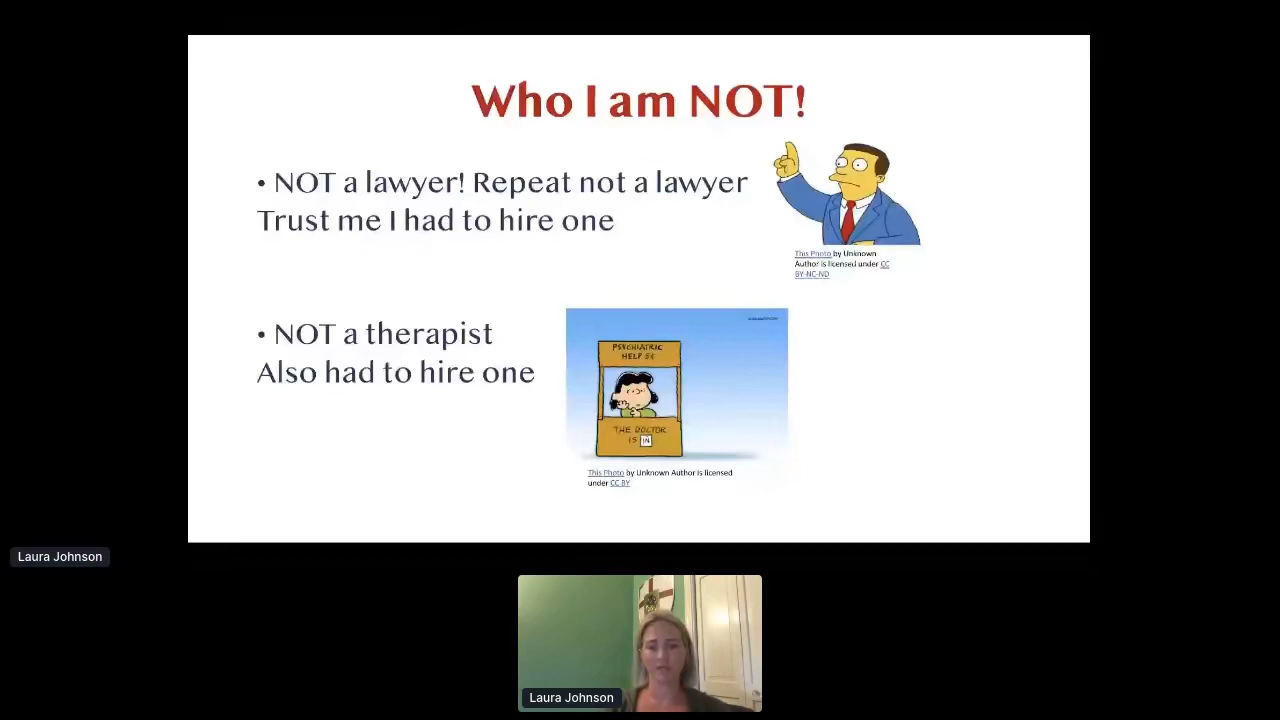 Who I am NOT!
• NOT a lawyer! Repeat not a lawyer
Trust me I had to hire one
This Photo by Unknown
Author is licensed under CC
BY-NC-ND
• NOT a therapist
Also had to hire one
PSYCHIATRIC
HELP 5¢
THE DOCTOR
IS IN
This Photo by Unknown Author is licensed
under CC BY
Laura Johnson
Laura Johnson